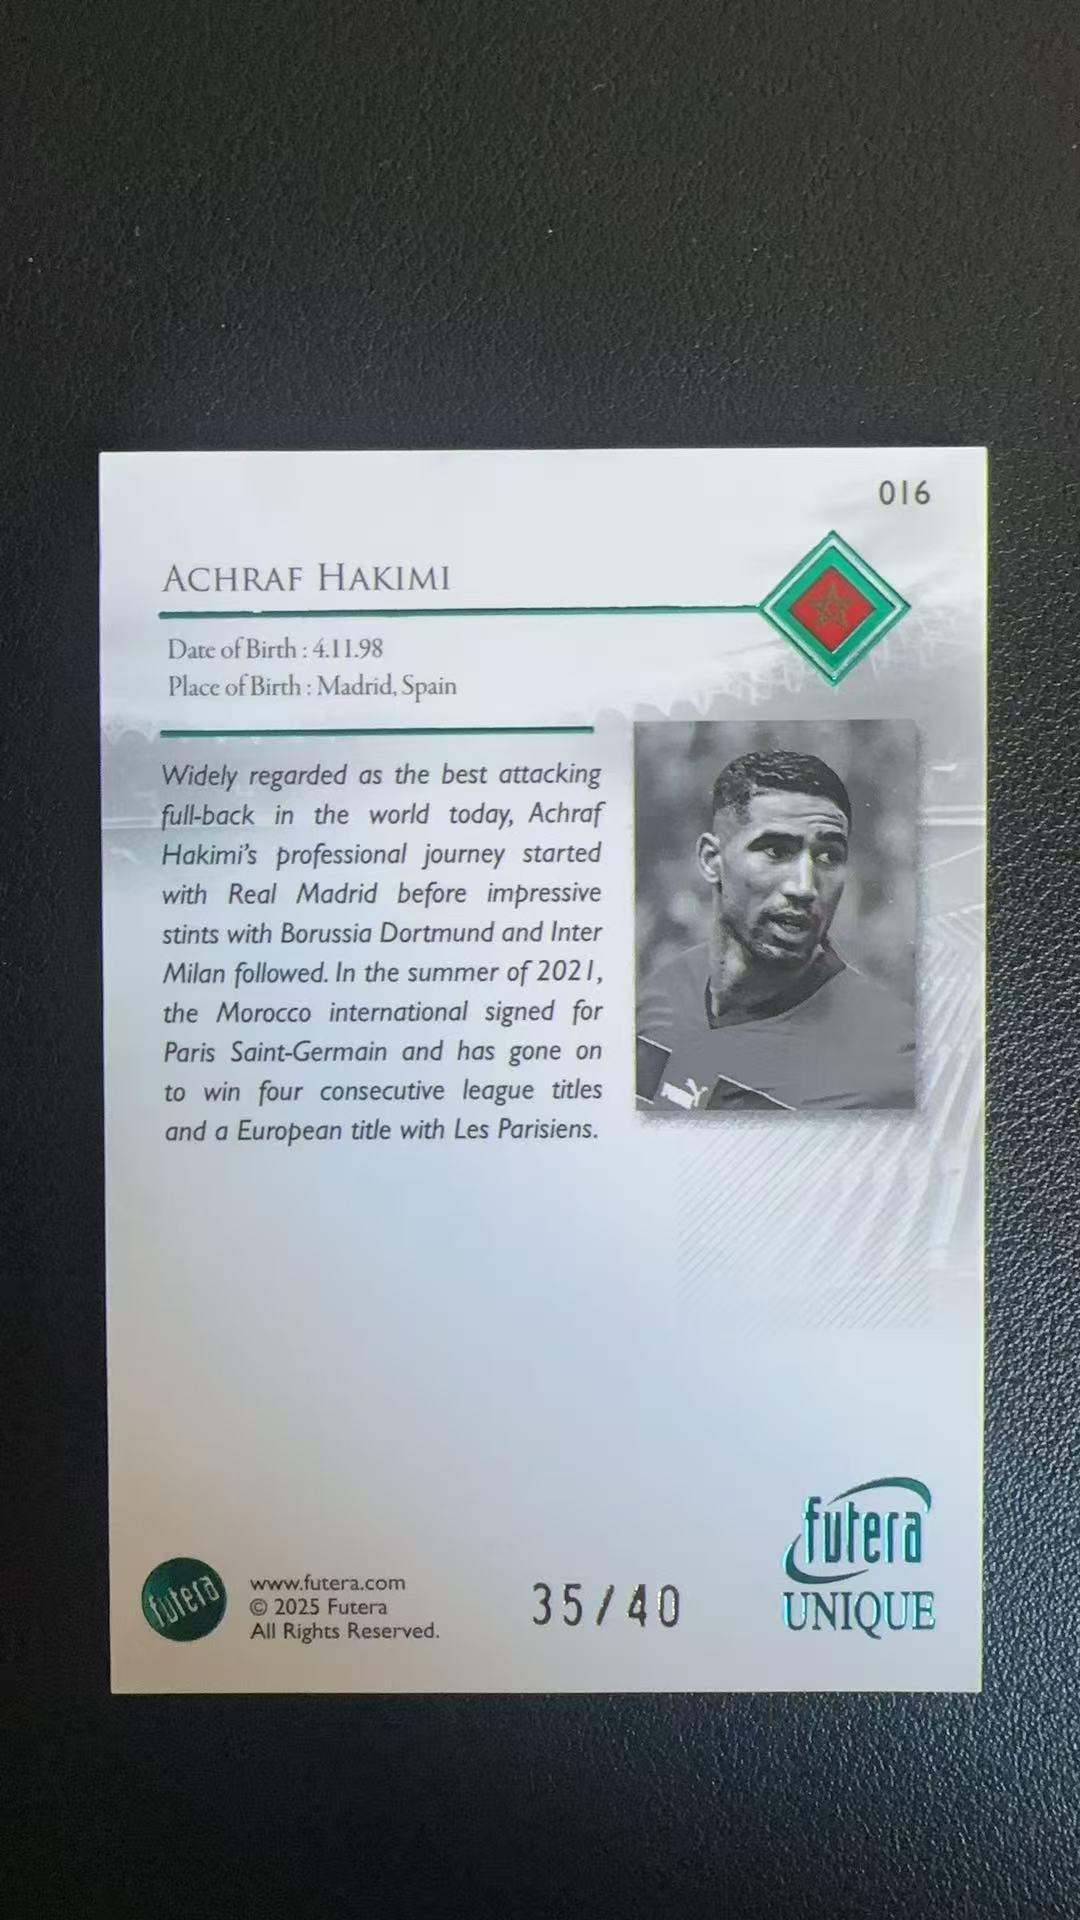 016
ACHRAF HAKIMI
Date of Birth : 4.11.98
Place of Birth : Madrid, Spain
Widely regarded as the best attacking
full-back in the world today, Achraf
Hakimi's professional journey started
with Real Madrid before impressive
stints with Borussia Dortmund and Inter
Milan followed. In the summer of 2021,
the Morocco international signed for
Paris Saint-Germain and has gone on
to win four consecutive league titles
and a European title with Les Parisiens.
futera
UNIQUE
futera
www.futera.com
© 2025 Futera
All Rights Reserved.
35/40